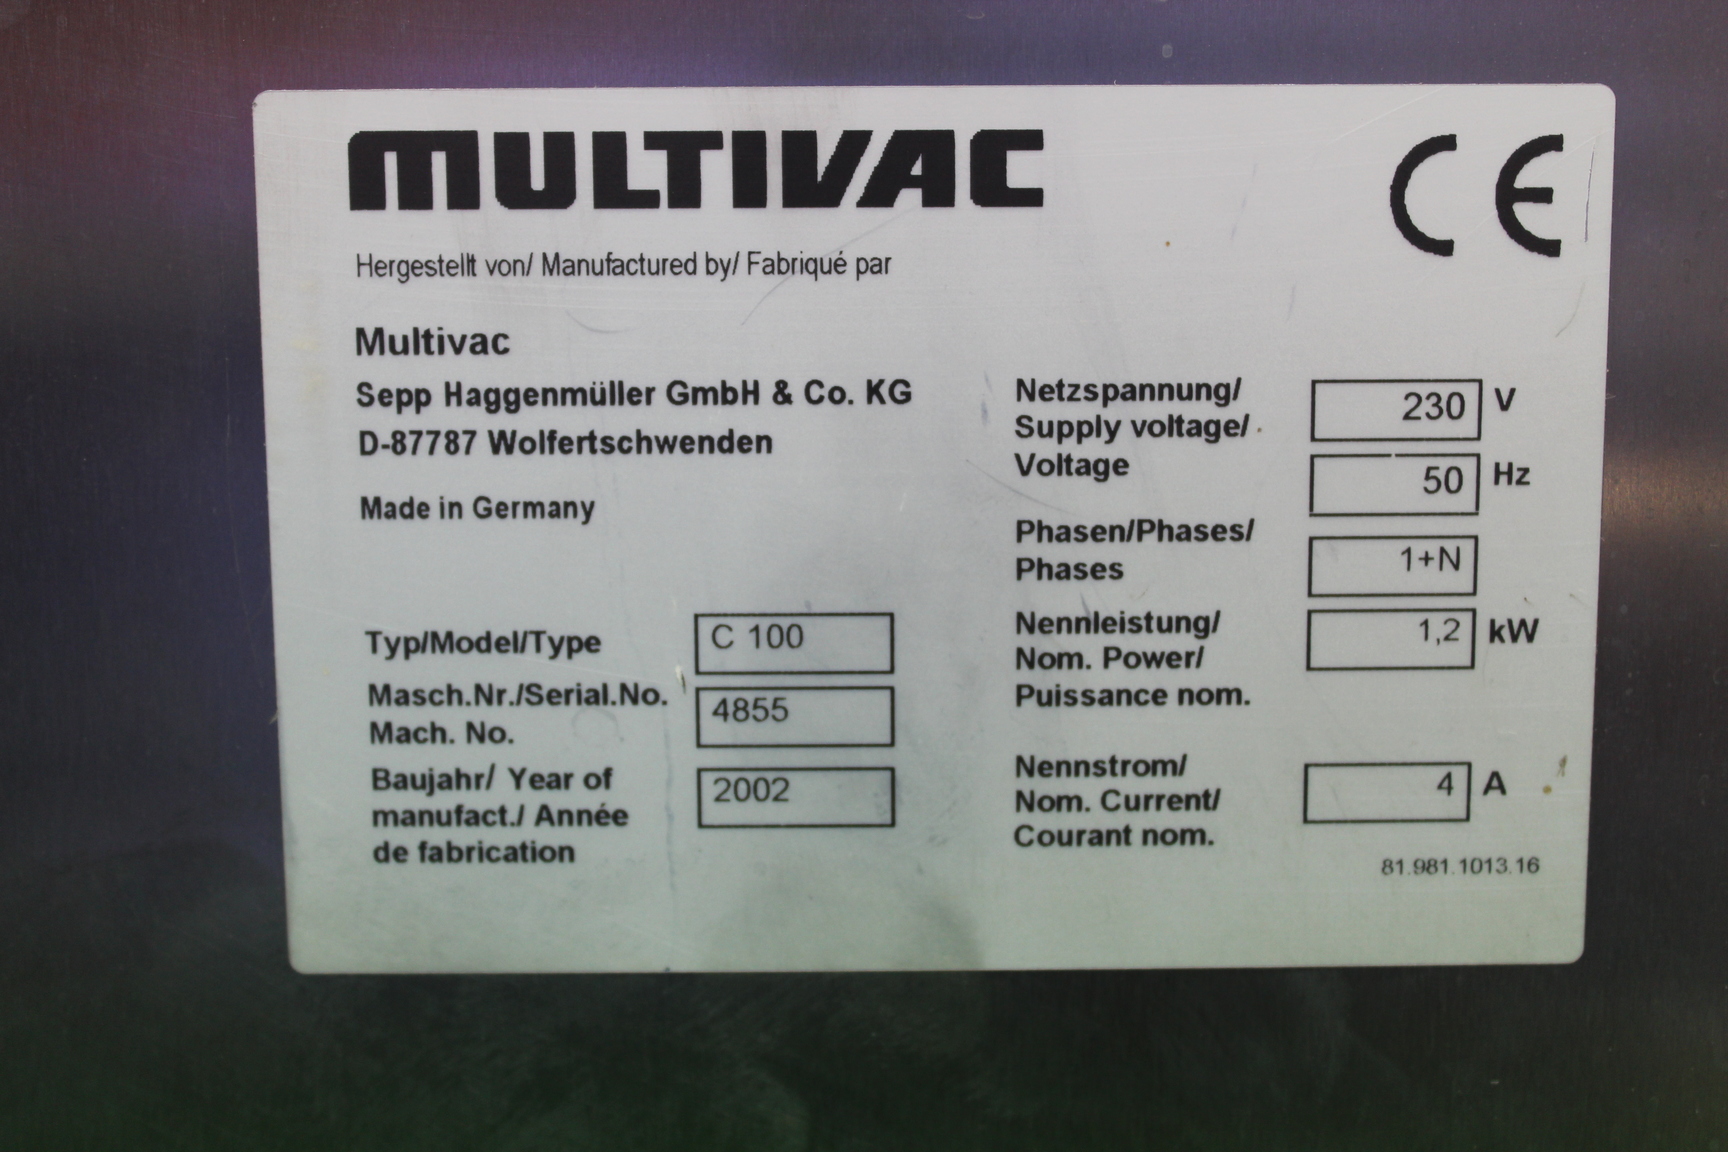 MULTIVAC
CE
Hergestellt von/ Manufactured by/ Fabriqué par
Multivac
Sepp Haggenmüller GmbH & Co. KG
D-87787 Wolfertschwenden
Made in Germany
Typ/Model/Type C 100
Masch.Nr./Serial.No. 4855
Mach. No.
Baujahr/ Year of 2002
manufact./ Année
de fabrication
Netzspannung/ 230 V
Supply voltage/
Voltage 50 Hz
Phasen/Phases/ 1+N
Phases
Nennleistung/ 1,2 kW
Nom. Power/
Puissance nom.
Nennstrom/ 4 A
Nom. Current/
Courant nom.
81.981.1013.16